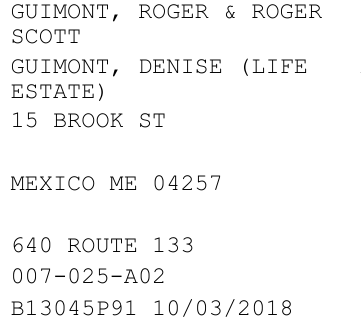 GUIMONT, ROGER & ROGER
SCOTT
GUIMONT, DENISE (LIFE
ESTATE)
15 BROOK ST
MEXICO ME 04257
640 ROUTE 133
007-025-A02
B13045P91 10/03/2018